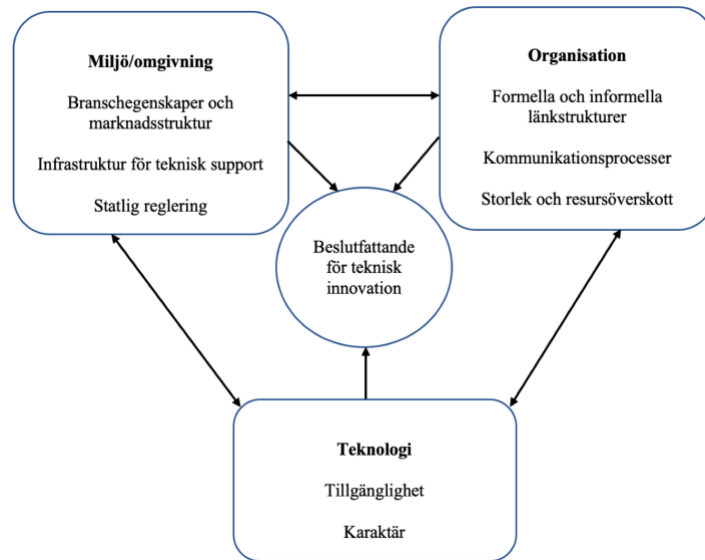 Miljö/omgivning
Branschegenskaper och
marknadsstruktur
Infrastruktur för teknisk support
Statlig reglering
Organisation
Formella och informella
länkstrukturer
Kommunikationsprocesser
Storlek och resursöverskott
Beslutfattande
för teknisk
innovation
Teknologi
Tillgänglighet
Karaktär